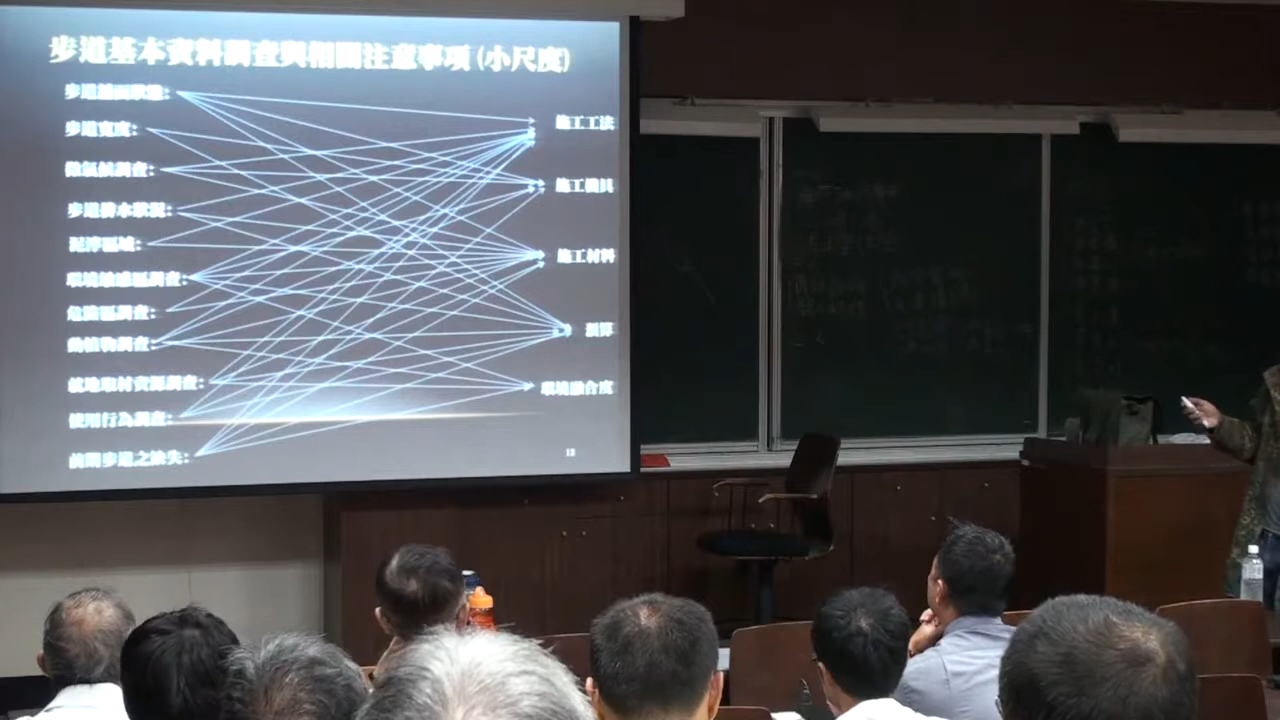 步道基本資料調查與相關注意事項(小尺度)
步道鋪面狀態:
步道寬度:
微氣候調查:
步道排水狀況:
泥濘區域:
環境敏感區調查:
危險區調查:
動植物調查:
就地取材資源調查:
使用行為調查:
前期步道之缺失:
施工工法
施工機具
施工材料
預算
環境融合度
12